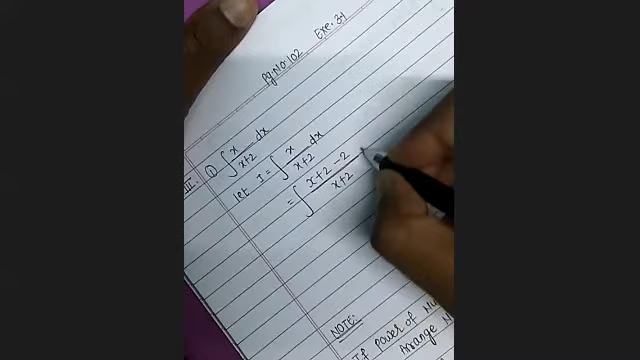 Pg No: 102 Exe. 3.1
III. ① ∫ x/(x+2) dx
let I = ∫ x/(x+2) dx
= ∫ (x+2-2)/(x+2)
NOTE:
If Power of
Arrange